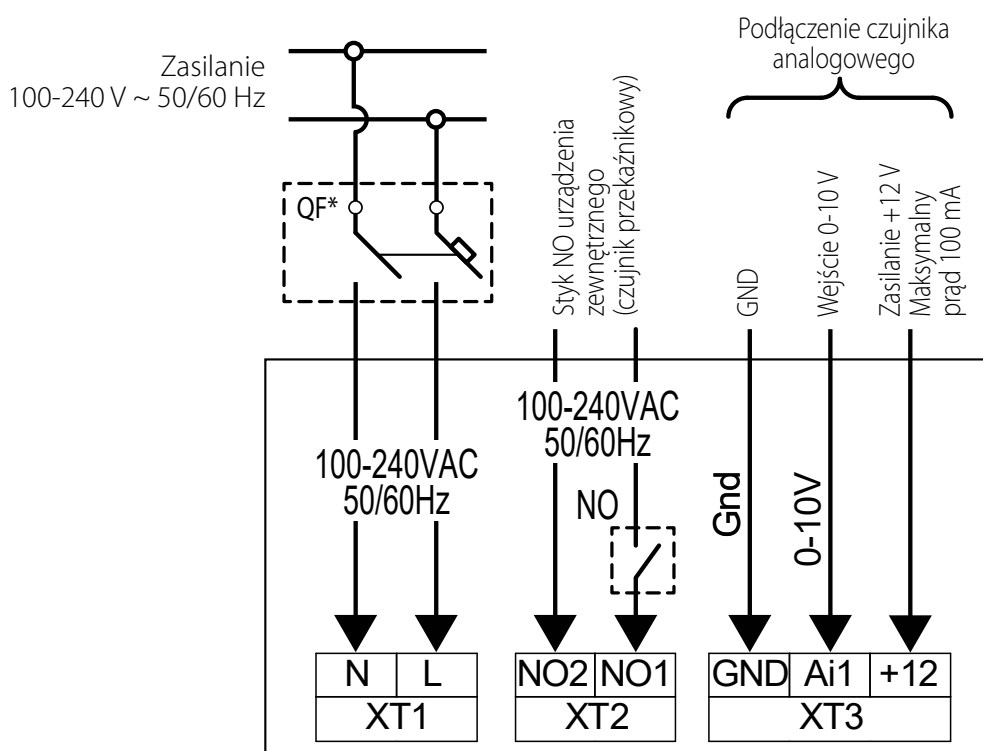 Zasilanie
100-240 V ~ 50/60 Hz
QF*
Styk NO urządzenia
zewnętrznego
(czujnik przekaźnikowy)
Podłączenie czujnika
analogowego
GND
Wejście 0-10 V
Zasilanie +12 V
Maksymalny
prąd 100 mA
100-240VAC
50/60Hz
100-240VAC
50/60Hz
NO
Gnd
0-10V
N L
XT1
NO2 NO1
XT2
GND Ai1 +12
XT3